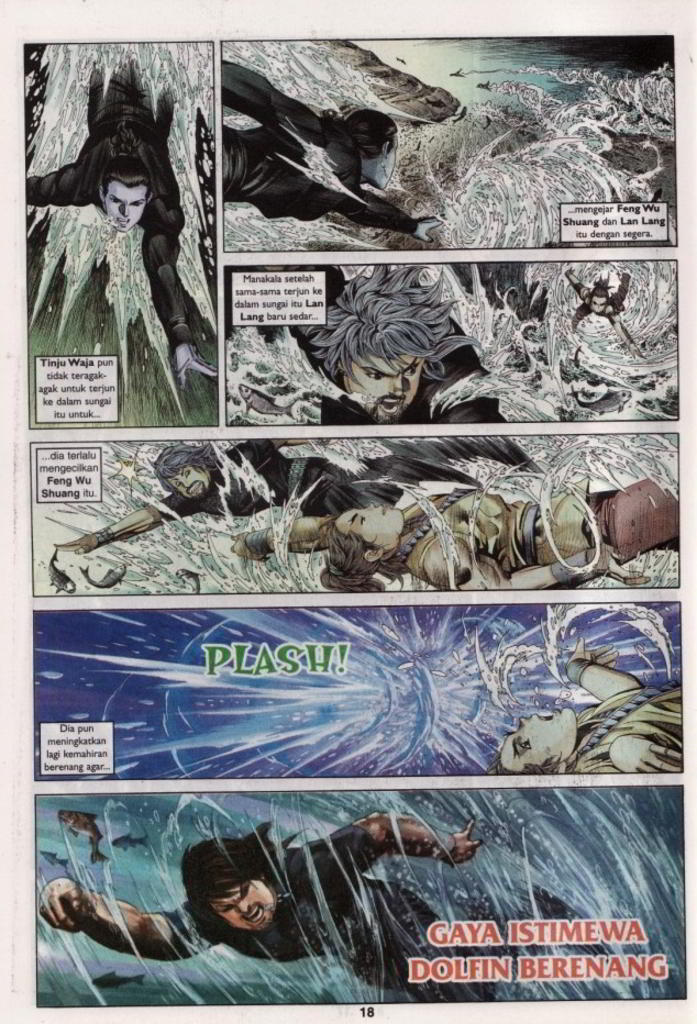 Tinju Waja pun
tidak teragak-
agak untuk terjun
ke dalam sungai
itu untuk...
...mengejar Feng Wu
Shuang dan Lan Lang
itu dengan segera.
Manakala setelah
sama-sama terjun ke
dalam sungai itu Lan
Lang baru sedar...
...dia terlalu
mengecilkan
Feng Wu
Shuang itu.
PLASH!
Dia pun
meningkatkan
lagi kemahiran
berenang agar...
GAYA ISTIMEWA
DOLFIN BERENANG
18